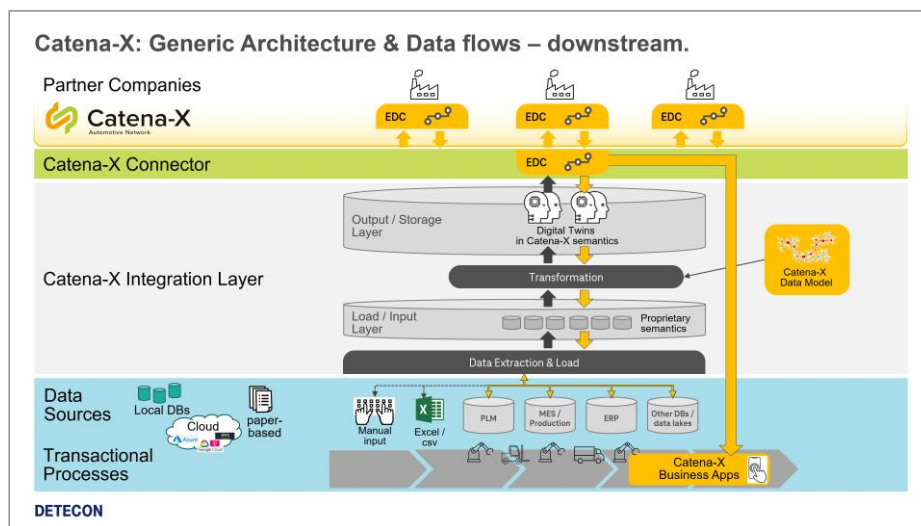 Catena-X: Generic Architecture & Data flows – downstream.
Partner Companies
Catena-X
Automotive Network
EDC
EDC
EDC
Catena-X Connector
EDC
Catena-X Integration Layer
Output / Storage
Layer
Digital Twins
in Catena-X semantics
Transformation
Catena-X
Data Model
Load / Input
Layer
Proprietary
semantics
Data Extraction & Load
Data
Sources
Local DBs
Cloud
Azure
Google Cloud
paper-
based
Manual
input
Excel /
csv
PLM
MES /
Production
ERP
Other DBs /
data lakes
Transactional
Processes
Catena-X
Business Apps
DETECON